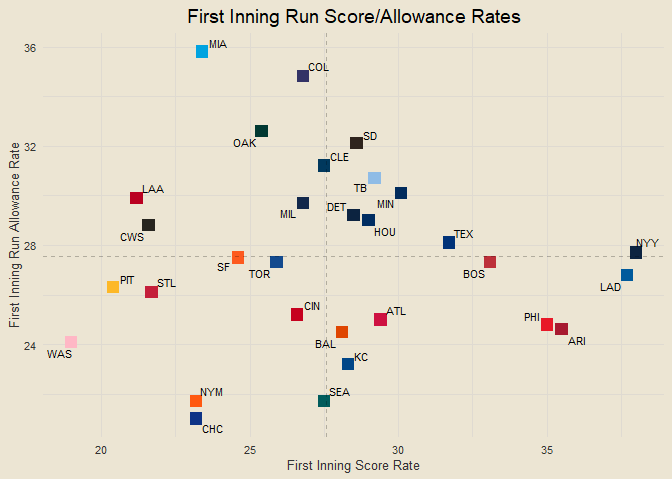 First Inning Run Score/Allowance Rates
First Inning Run Allowance Rate
36
32
28
24
MIA
COL
OAK
SD
CLE
TB
LAA
MIL
DET
MIN
CWS
HOU
TEX
NYY
SF
TOR
BOS
LAD
PIT
STL
CIN
ATL
PHI
ARI
WAS
BAL
KC
NYM
SEA
CHC
20
25
30
35
First Inning Score Rate